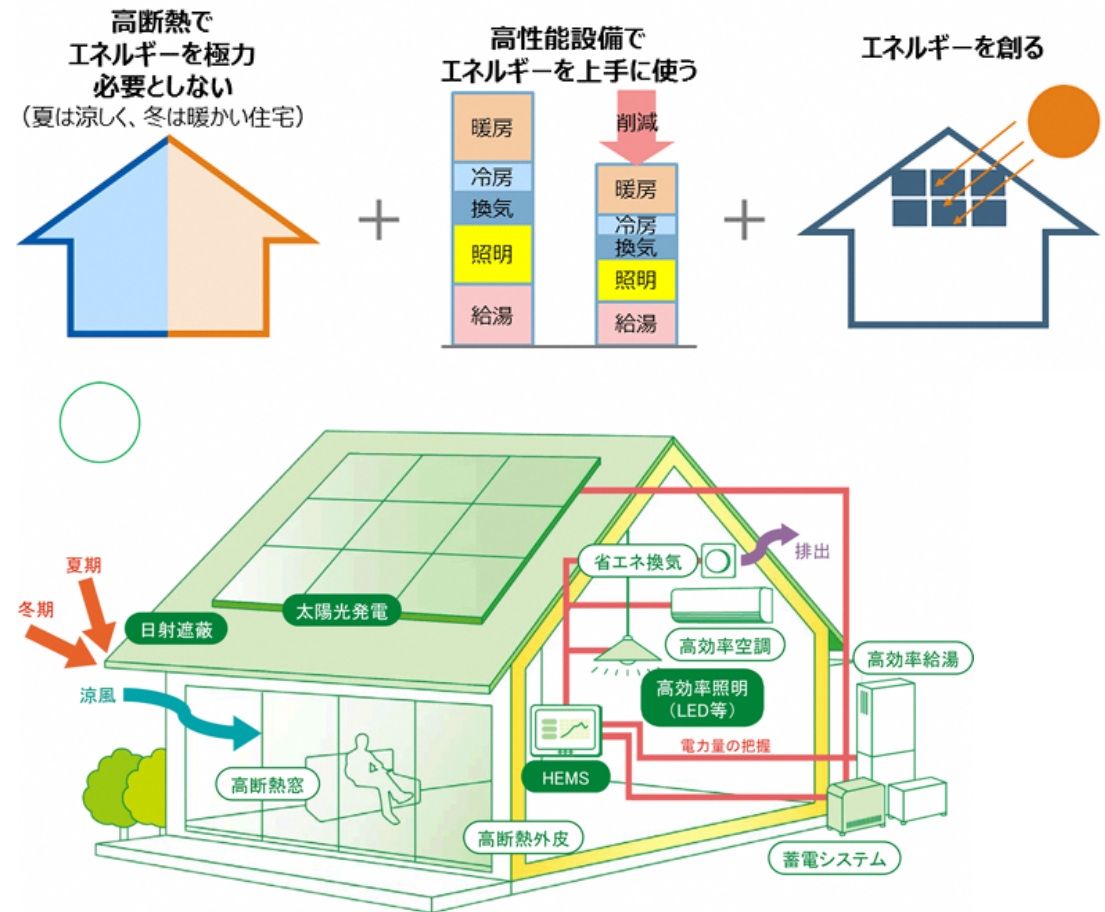 高断熱で
エネルギーを極力
必要としない
（夏は涼しく、冬は暖かい住宅）
高性能設備で
エネルギーを上手に使う
エネルギーを創る
暖房
冷房
換気
照明
給湯
削減
暖房
冷房
換気
照明
給湯
夏期
冬期
日射遮蔽
太陽光発電
涼風
高断熱窓
省エネ換気
排出
高効率空調
高効率照明
（LED等）
高効率給湯
電力量の把握
HEMS
高断熱外皮
蓄電システム